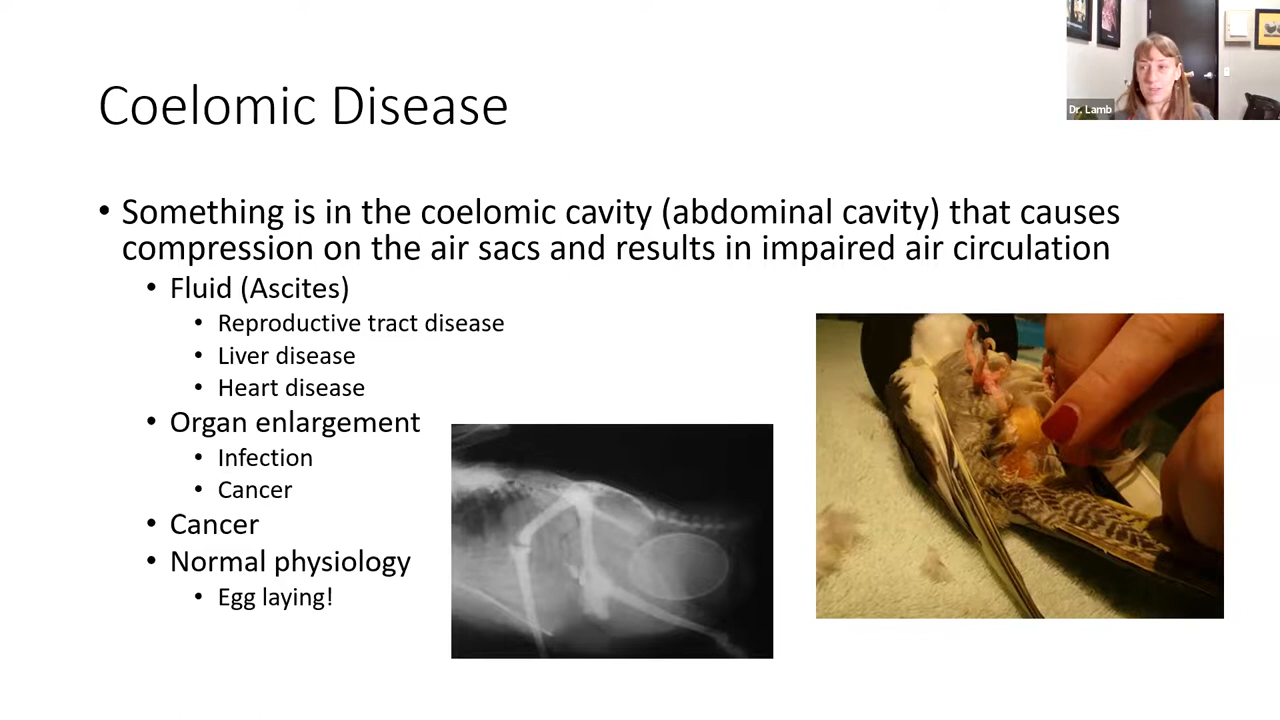 Dr. Lamb
Coelomic Disease
• Something is in the coelomic cavity (abdominal cavity) that causes
compression on the air sacs and results in impaired air circulation
• Fluid (Ascites)
• Reproductive tract disease
• Liver disease
• Heart disease
• Organ enlargement
• Infection
• Cancer
• Cancer
• Normal physiology
• Egg laying!